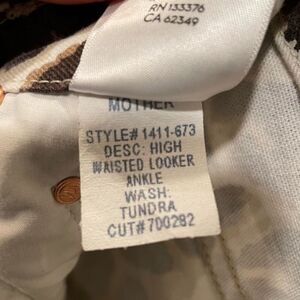 RN 133376
CA 62349
MOTHER
STYLE# 1411-673
DESC: HIGH
WAISTED LOOKER
ANKLE
WASH:
TUNDRA
CUT#700282